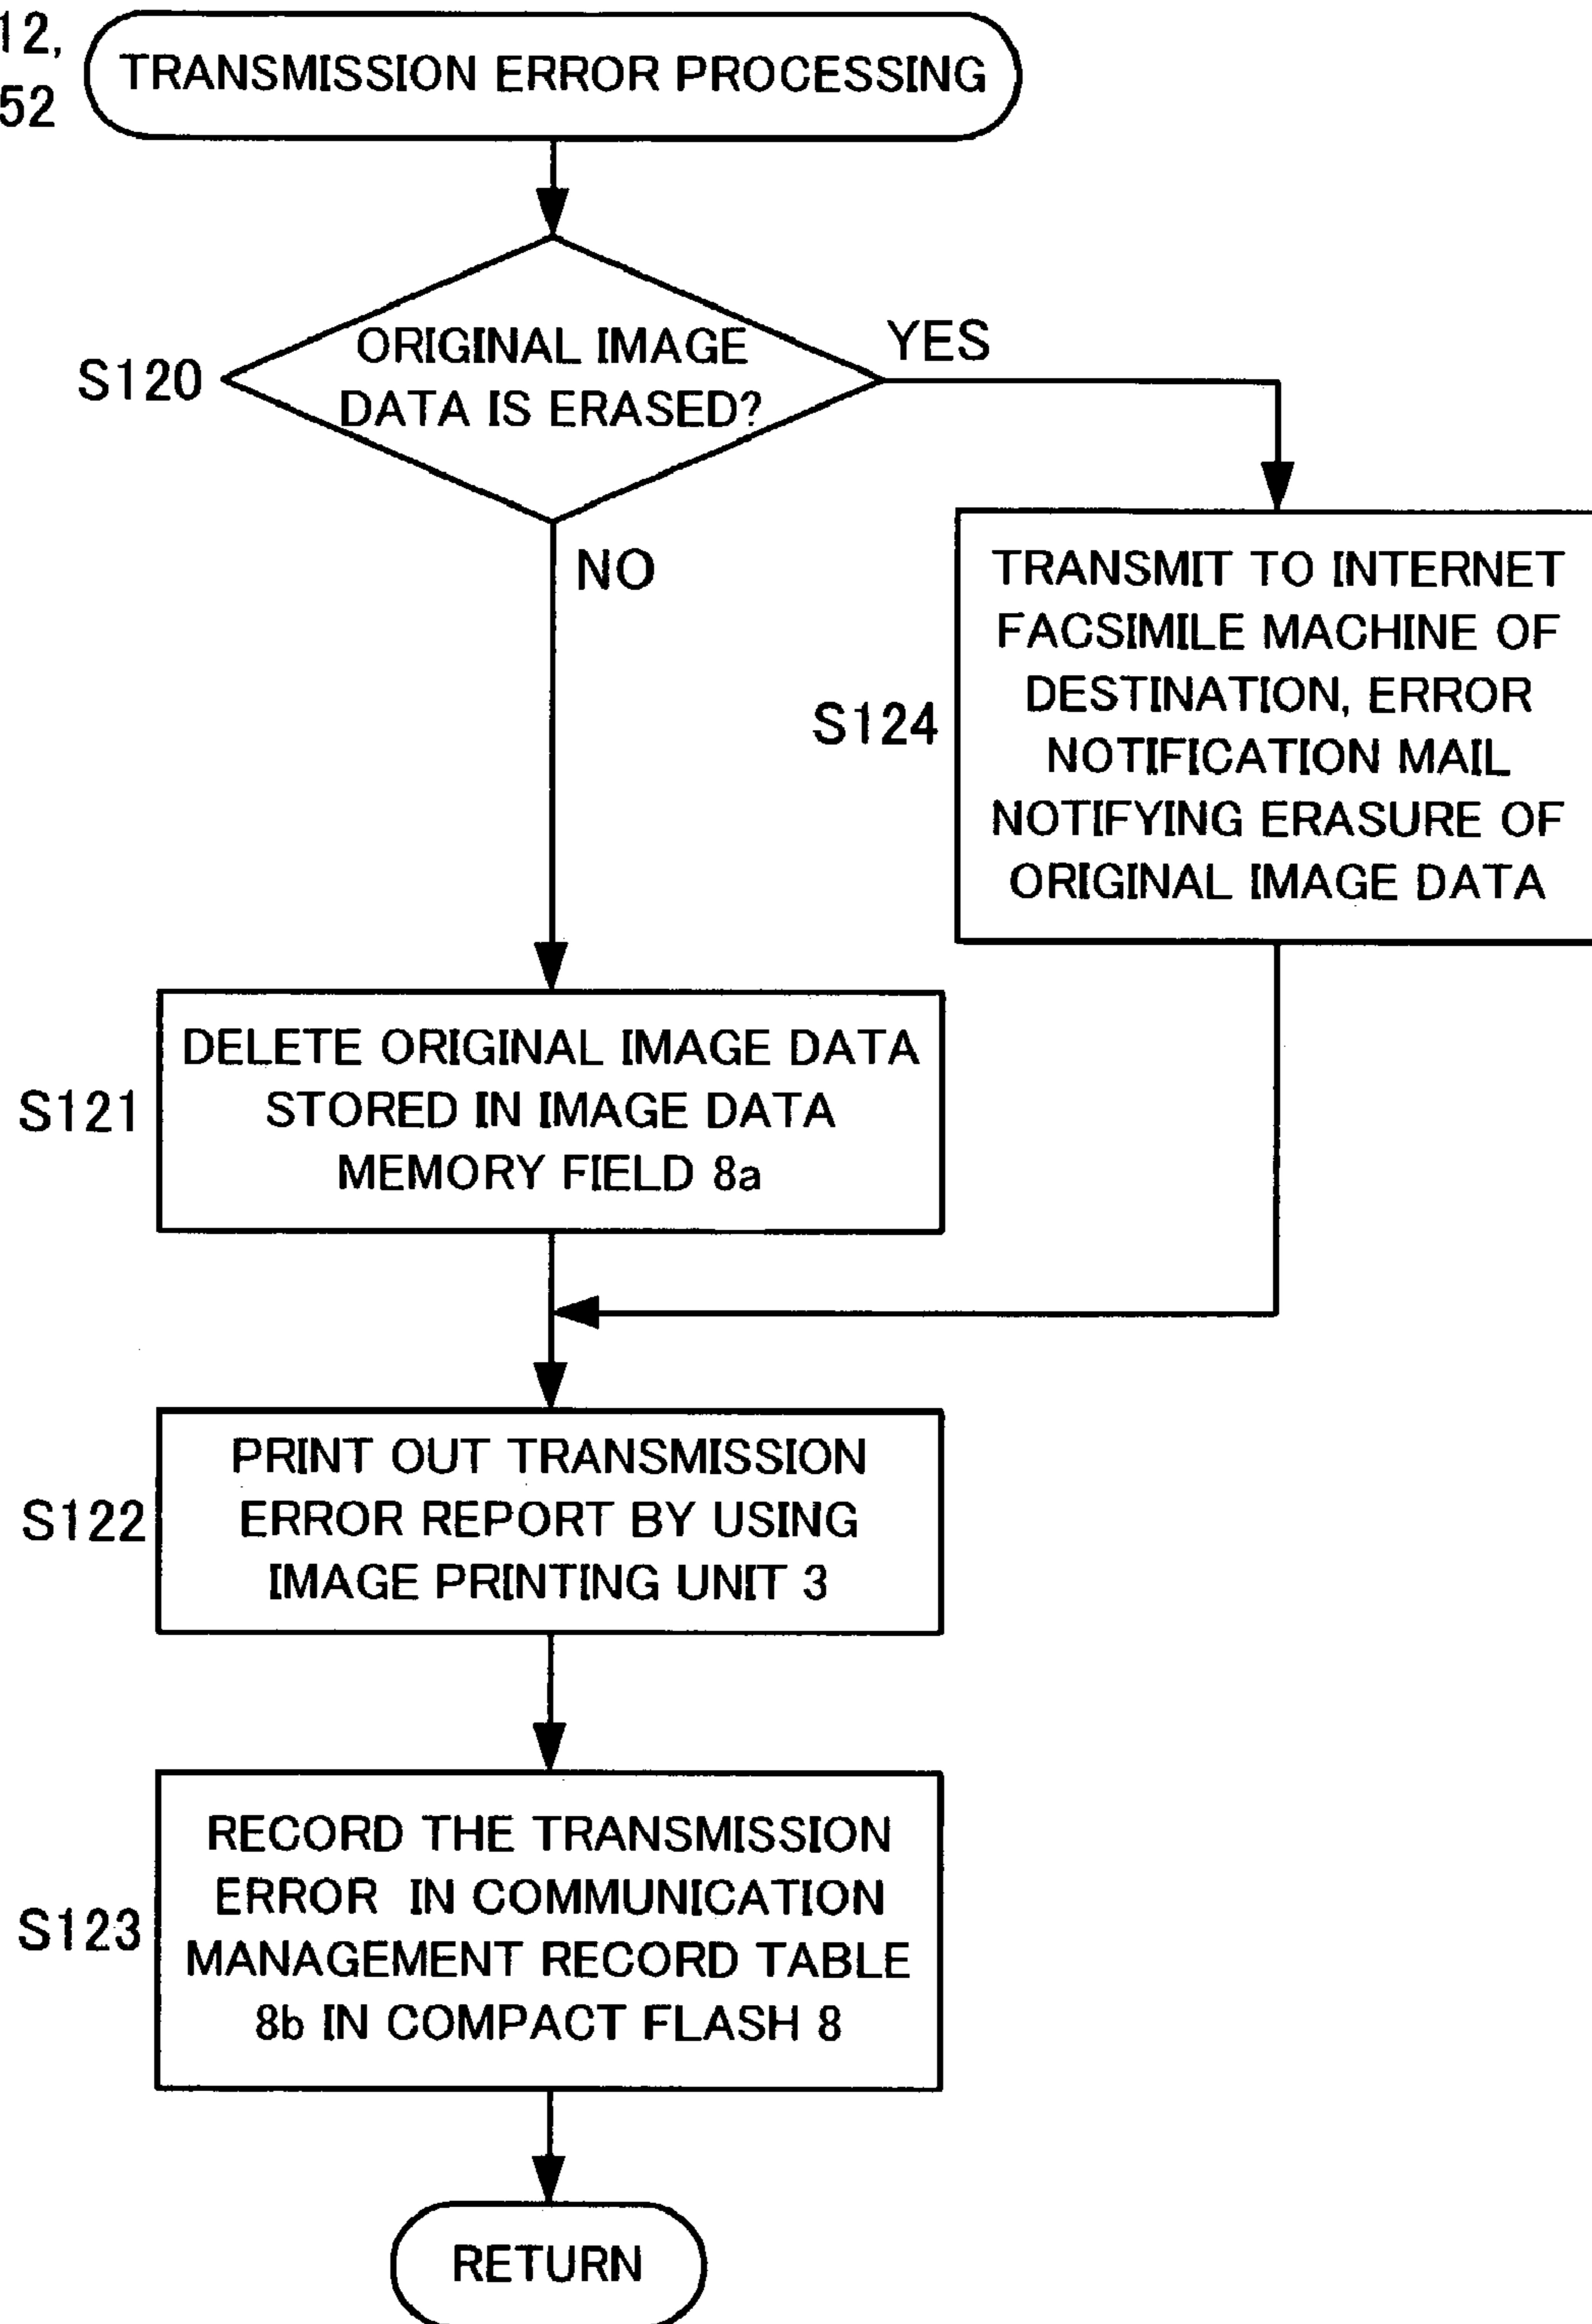 12,
52
TRANSMISSION ERROR PROCESSING
S120
ORIGINAL IMAGE
DATA IS ERASED?
YES
NO
S124
TRANSMIT TO INTERNET
FACSIMILE MACHINE OF
DESTINATION, ERROR
NOTIFICATION MAIL
NOTIFYING ERASURE OF
ORIGINAL IMAGE DATA
S121
DELETE ORIGINAL IMAGE DATA
STORED IN IMAGE DATA
MEMORY FIELD 8a
S122
PRINT OUT TRANSMISSION
ERROR REPORT BY USING
IMAGE PRINTING UNIT 3
S123
RECORD THE TRANSMISSION
ERROR IN COMMUNICATION
MANAGEMENT RECORD TABLE
8b IN COMPACT FLASH 8
RETURN